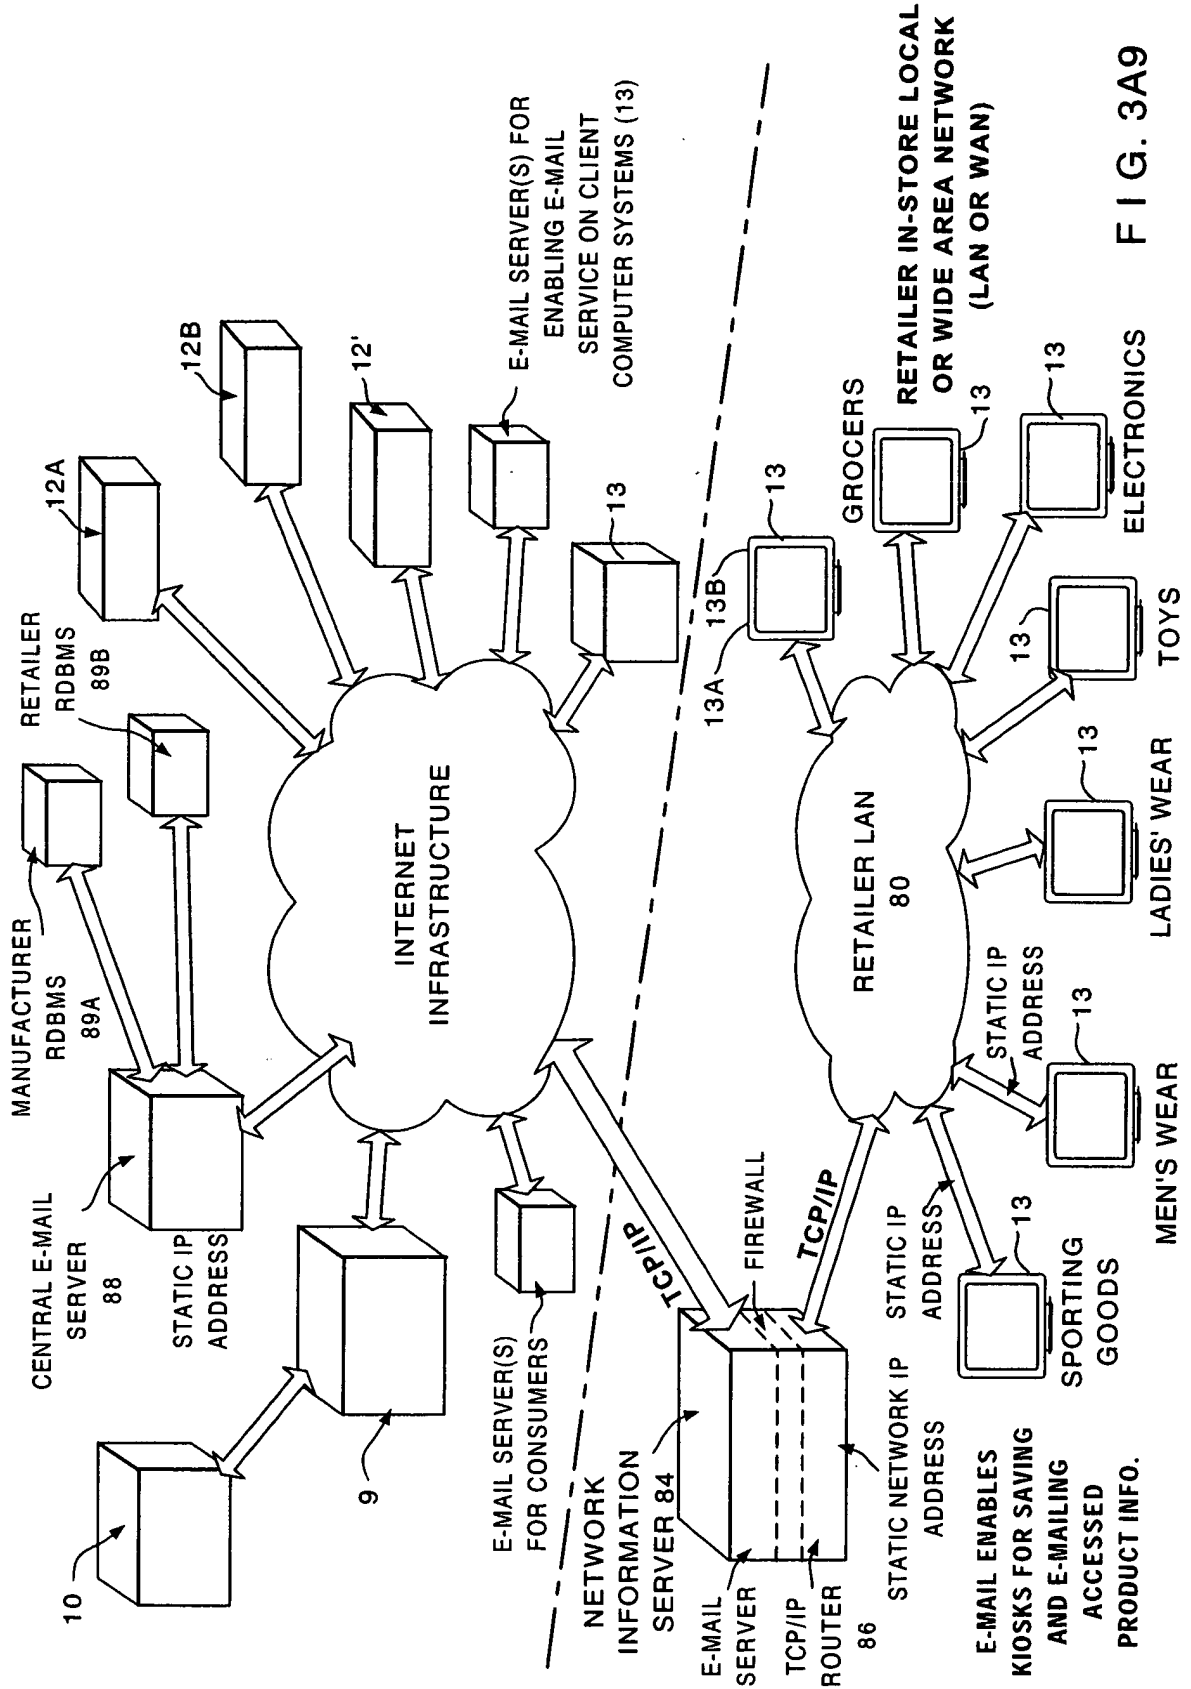 10
9
CENTRAL E-MAIL
SERVER
88
STATIC IP
ADDRESS
MANUFACTURER
RDBMS
89A
RETAILER
RDBMS
89B
12A
12B
12'
E-MAIL SERVER(S) FOR
ENABLING E-MAIL
SERVICE ON CLIENT
COMPUTER SYSTEMS (13)
13
INTERNET
INFRASTRUCTURE
E-MAIL SERVER(S)
FOR CONSUMERS
TCP/IP
NETWORK
INFORMATION
SERVER 84
FIREWALL
E-MAIL
SERVER
TCP/IP
ROUTER
86
STATIC NETWORK IP
ADDRESS
TCP/IP
RETAILER LAN
80
13A
13B
13
GROCERS
13
RETAILER IN-STORE LOCAL
OR WIDE AREA NETWORK
(LAN OR WAN)
13
ELECTRONICS
13
TOYS
13
LADIES' WEAR
STATIC IP
ADDRESS
13
MEN'S WEAR
STATIC IP
ADDRESS
13
SPORTING
GOODS
E-MAIL ENABLES
KIOSKS FOR SAVING
AND E-MAILING
ACCESSED
PRODUCT INFO.
FIG. 3A9